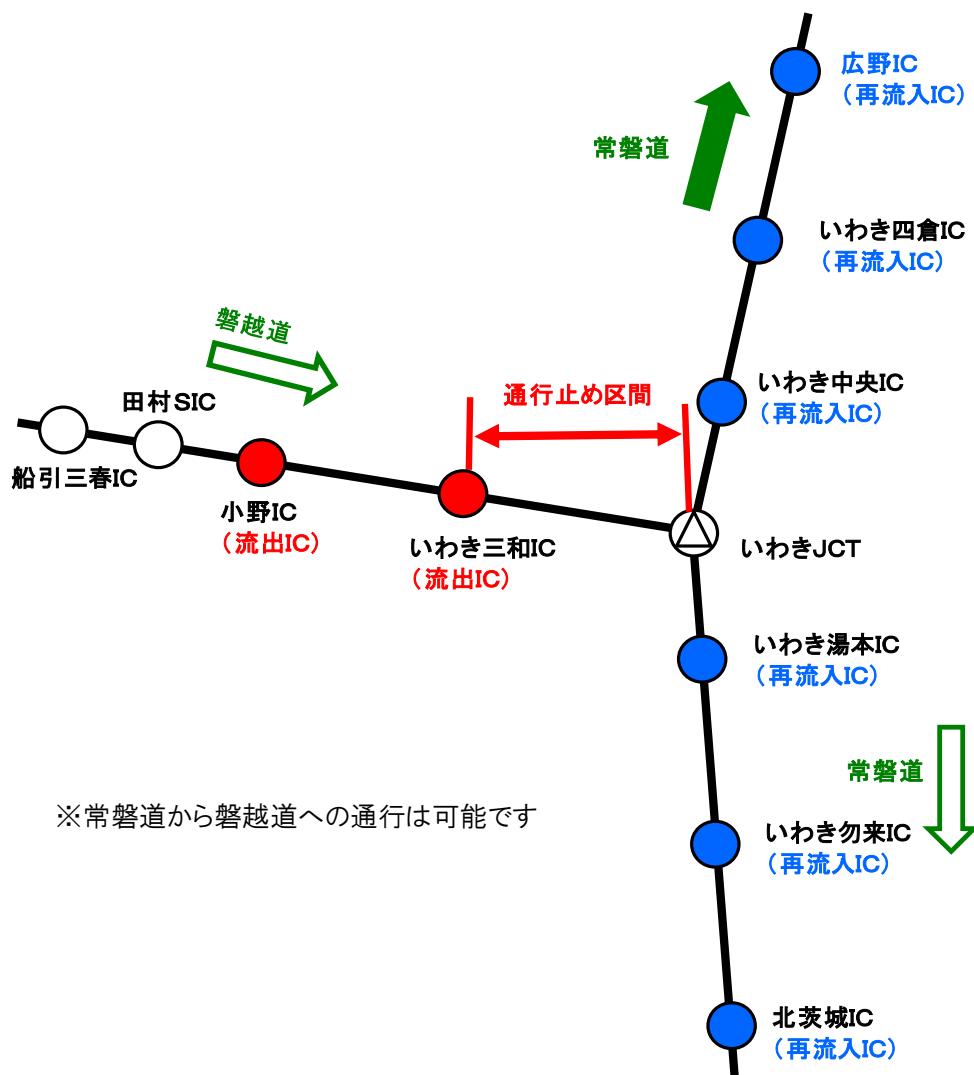 広野IC
（再流入IC）
常磐道
いわき四倉IC
（再流入IC）
磐越道
いわき中央IC
（再流入IC）
通行止め区間
田村SIC
船引三春IC
小野IC
（流出IC）
いわき三和IC
（流出IC）
いわきJCT
いわき湯本IC
（再流入IC）
常磐道
※常磐道から磐越道への通行は可能です
いわき勿来IC
（再流入IC）
北茨城IC
（再流入IC）